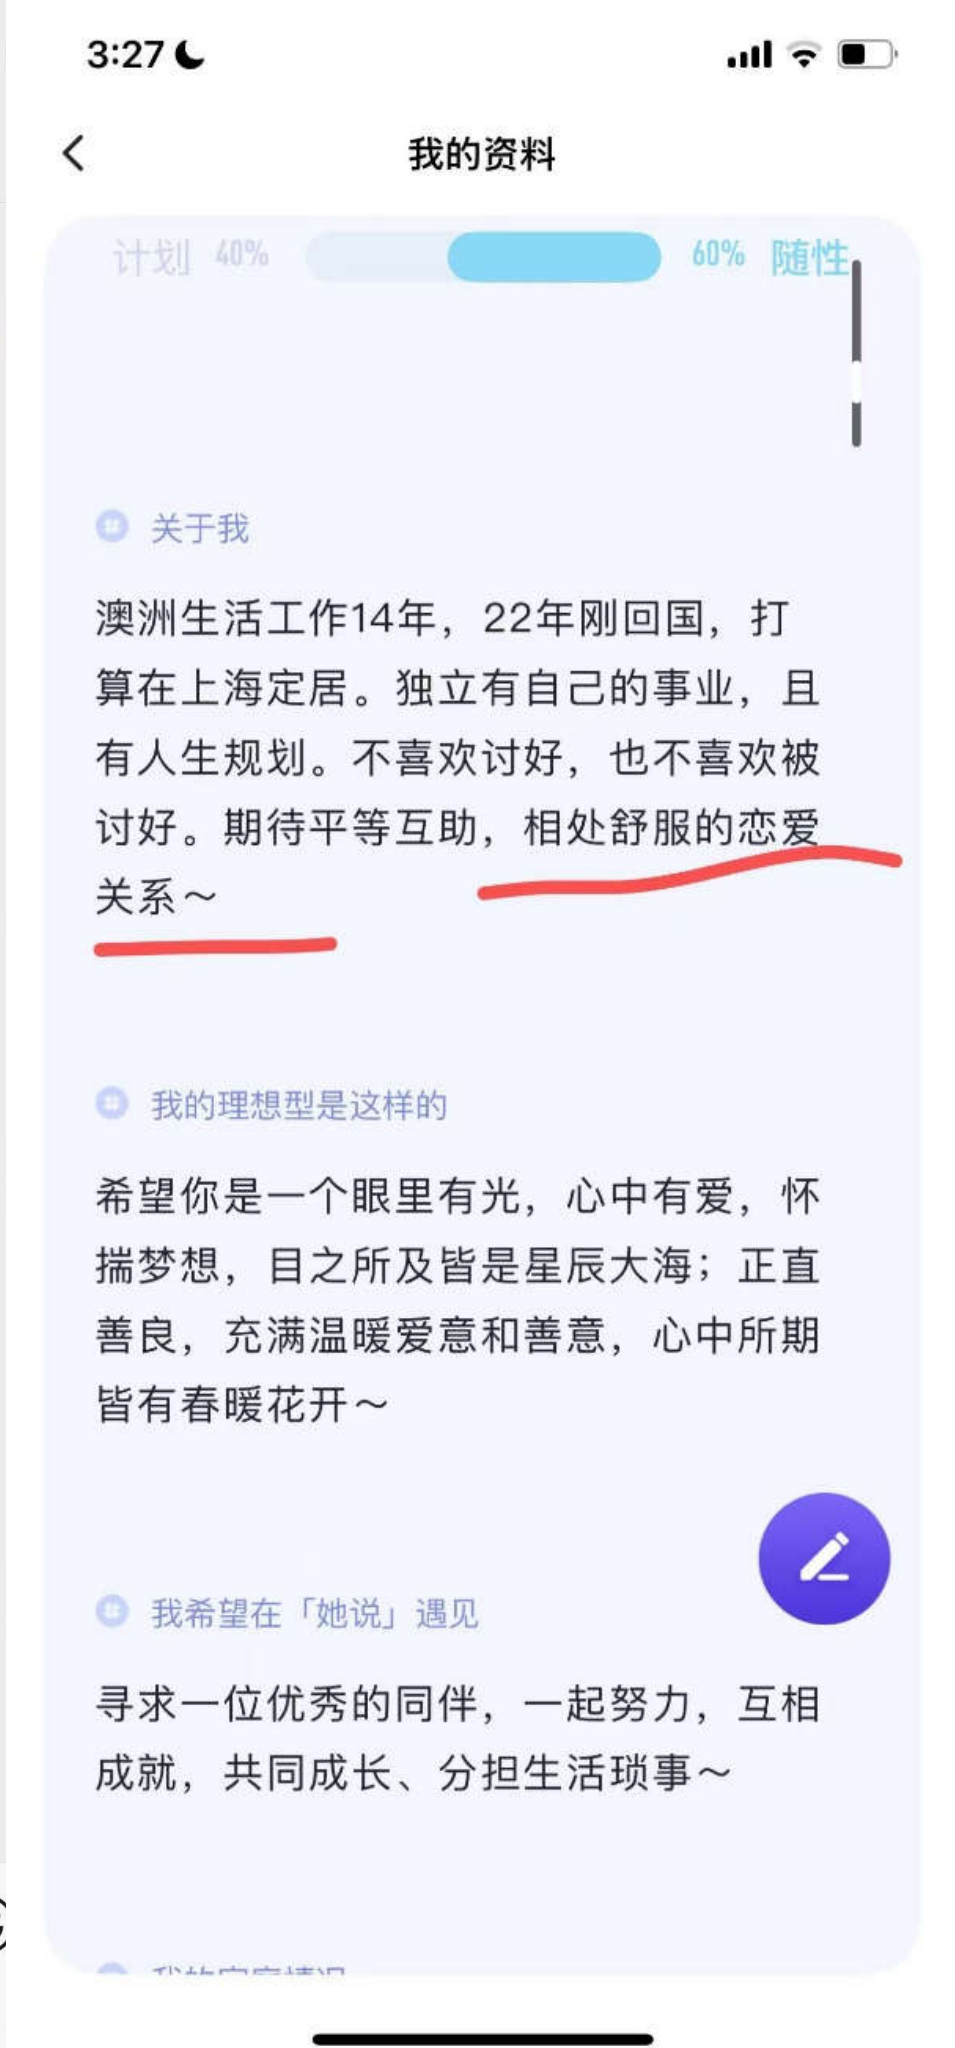 3:27
我的资料
计划 40% 60% 随性
关于我
澳洲生活工作14年，22年刚回国，打
算在上海定居。独立有自己的事业，且
有人生规划。不喜欢讨好，也不喜欢被
讨好。期待平等互助，相处舒服的恋爱
关系～
我的理想型是这样的
希望你是一个眼里有光，心中有爱，怀
揣梦想，目之所及皆是星辰大海；正直
善良，充满温暖爱意和善意，心中所期
皆有春暖花开～
我希望在「她说」遇见
寻求一位优秀的同伴，一起努力，互相
成就，共同成长、分担生活琐事～